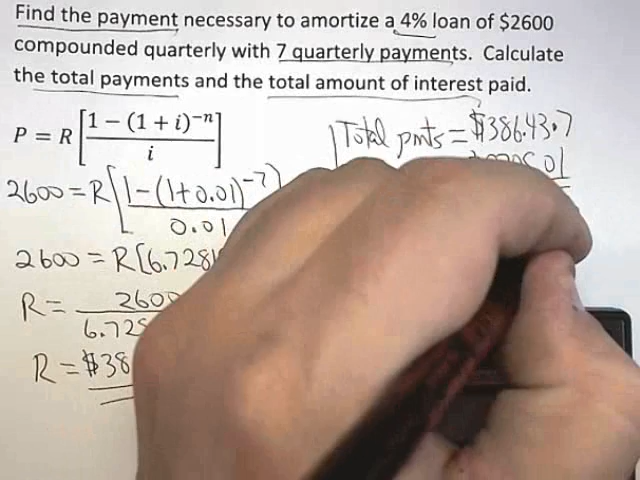 Find the payment necessary to amortize a 4% loan of $2600
compounded quarterly with 7 quarterly payments. Calculate
the total payments and the total amount of interest paid.
P = R [1 − (1 + i)^−n / i]
Total pmts = $386.43·7
2600 = R [1 − (1 + 0.01)^−7 / 0.01
2600 = R[6.728
R = 2600 / 6.728
R = $38